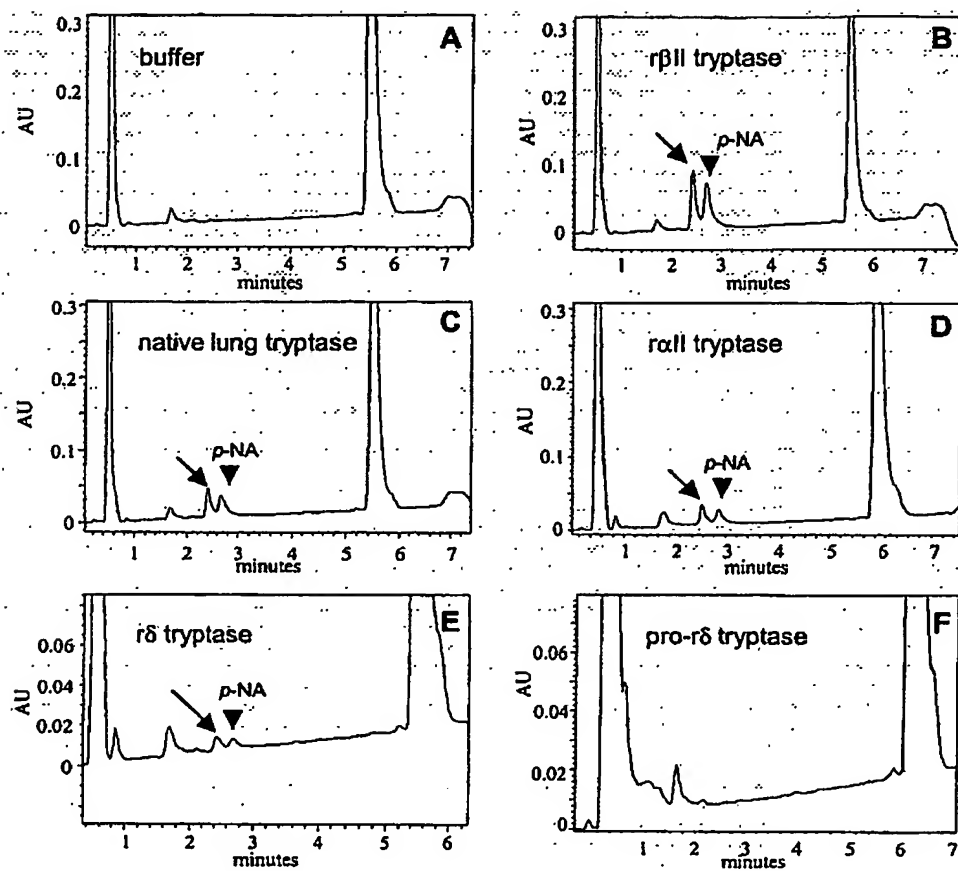 A
buffer
AU
0.3
0.2
0.1
0
1 2 3 4 5 6 7
minutes
B
rβII tryptase
p-NA
AU
0.3
0.2
0.1
0
1 2 3 4 5 6 7
minutes
C
native lung tryptase
p-NA
AU
0.3
0.2
0.1
0
1 2 3 4 5 6 7
minutes
D
rαII tryptase
p-NA
AU
0.3
0.2
0.1
0
1 2 3 4 5 6 7
minutes
E
rδ tryptase
p-NA
AU
0.06
0.04
0.02
0
1 2 3 4 5 6
minutes
F
pro-rδ tryptase
AU
0.06
0.04
0.02
0
1 2 3 4 5 6 7
minutes